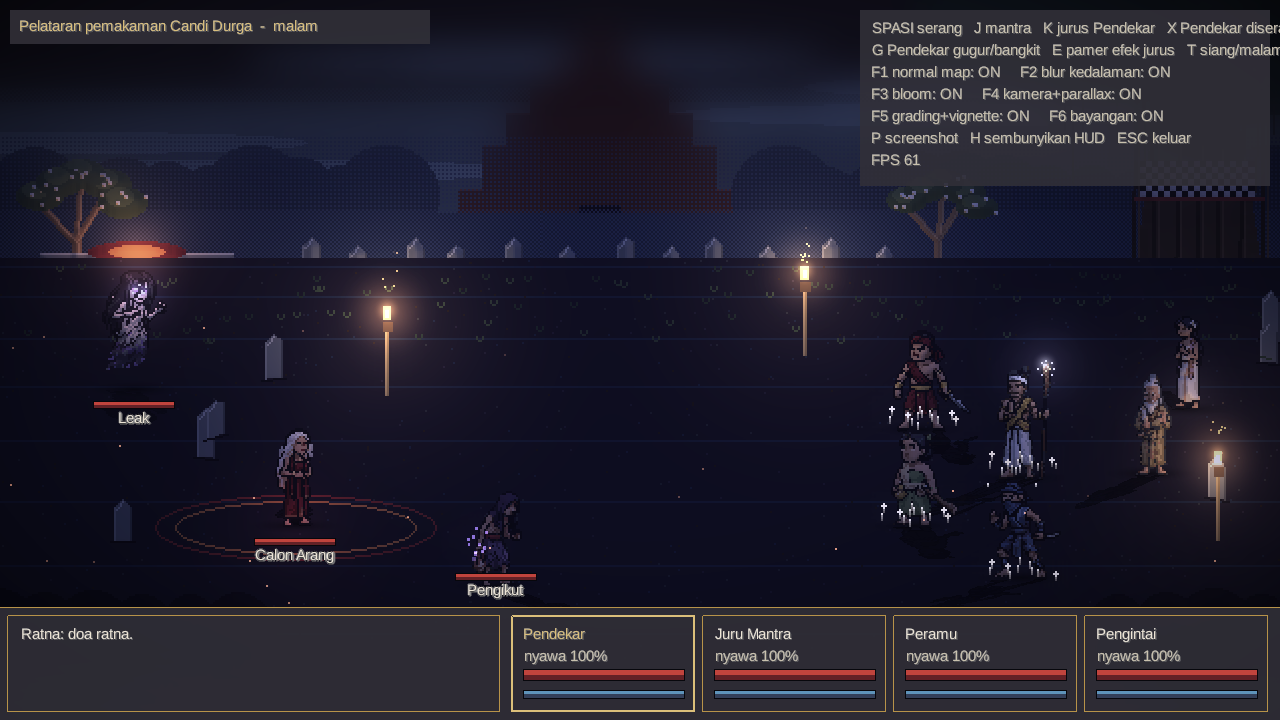 Pelataran pemakaman Candi Durga - malam
SPASI serang J mantra K jurus Pendekar X Pendekar
G Pendekar gugur/bangkit E pamer efek jurus T siang/malam
F1 normal map: ON F2 blur kedalaman: ON
F3 bloom: ON F4 kamera+parallax: ON
F5 grading+vignette: ON F6 bayangan: ON
P screenshot H sembunyikan HUD ESC keluar
FPS 61
Leak
Calon Arang
Pengikut
Ratna: doa ratna.
Pendekar
nyawa 100%
Juru Mantra
nyawa 100%
Peramu
nyawa 100%
Pengintai
nyawa 100%